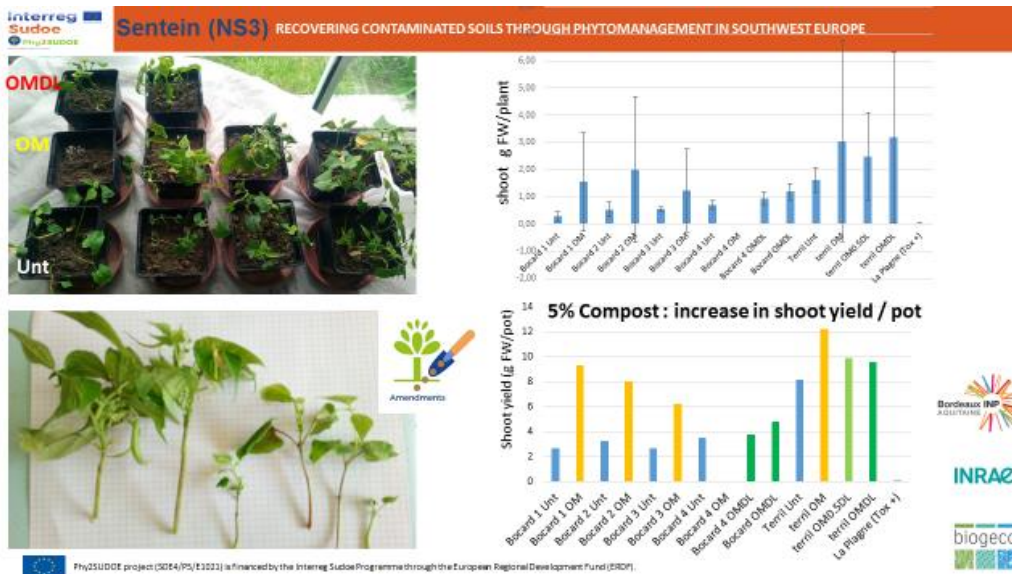 Interreg
Sudoe
Phy2SUDOE
Sentein (NS3) RECOVERING CONTAMINATED SOILS THROUGH PHYTOMANAGEMENT IN SOUTHWEST EUROPE
OMDL
OM
Unt
shoot g FW/plant
6,00
5,00
4,00
3,00
2,00
1,00
0,00
-1,00
-2,00
Bocard 1 Unt
Bocard 1 OM
Bocard 2 Unt
Bocard 2 OM
Bocard 3 Unt
Bocard 3 OM
Bocard 4 Unt
Bocard 4 OM
Bocard 4 OMDL
Bocard OMDL
Terril Unt
terril OM
terril OM0.5DL
terril OMDL
La Plagne (Tox +)
Amendments
5% Compost : increase in shoot yield / pot
Shoot yield (g FW/pot)
14
12
10
8
6
4
2
0
Bocard 1 Unt
Bocard 1 OM
Bocard 2 Unt
Bocard 2 OM
Bocard 3 Unt
Bocard 3 OM
Bocard 4 Unt
Bocard 4 OM
Bocard 4 OMDL
Bocard OMDL
Terril Unt
terril OM
terril OM0.5DL
terril OMDL
La Plagne (Tox +)
Bordeaux INP
AQUITAINE
INRAE
biogeco
Phy2SUDOE project (SOE4/P5/E1021) is financed by the Interreg Sudoe Programme through the European Regional Development Fund (ERDF).